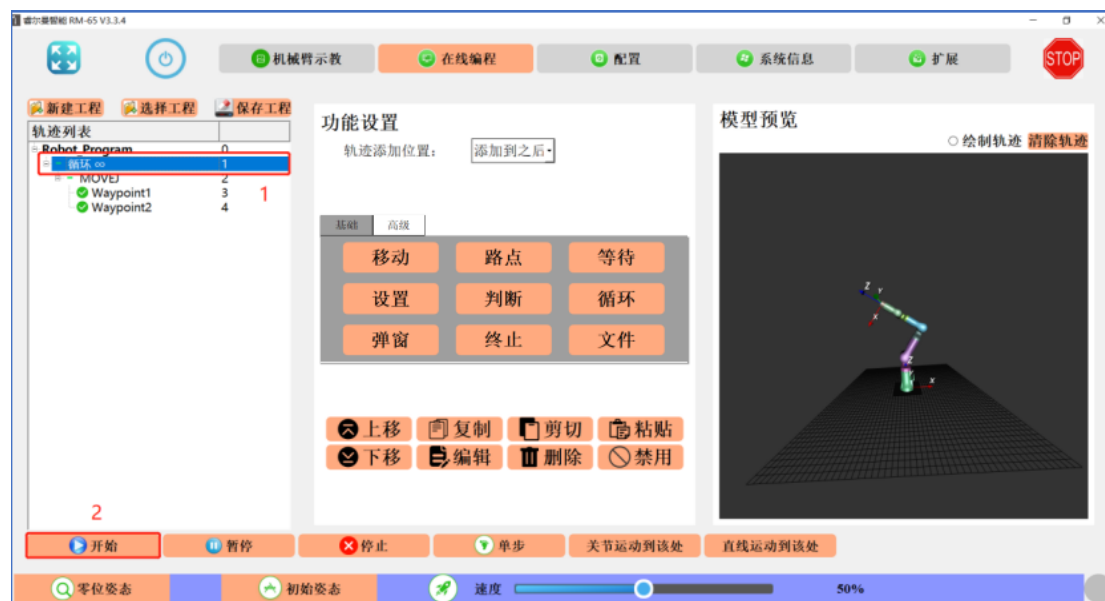 睿尔曼智能 RM-65 V3.3.4
机械臂示教 在线编程 配置 系统信息 扩展 STOP
新建工程 选择工程 保存工程
轨迹列表
Robot_Program 0
循环 ∞ 1
MOVEJ 2
Waypoint1 3
Waypoint2 4
1
功能设置
轨迹添加位置： 添加到之后
基础 高级
移动 路点 等待
设置 判断 循环
弹窗 终止 文件
上移 复制 剪切 粘贴
下移 编辑 删除 禁用
模型预览
绘制轨迹 清除轨迹
Z Y
X
Z
X
2
开始 暂停 停止 单步 关节运动到该处 直线运动到该处
零位姿态 初始姿态 速度 50%